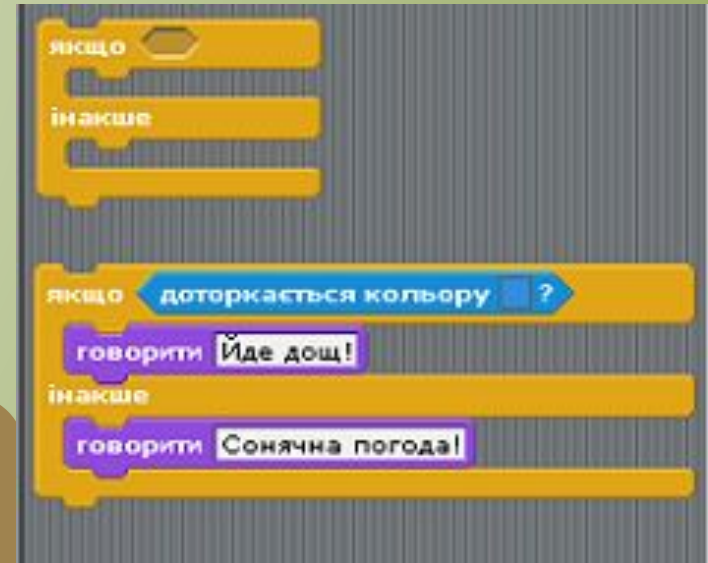 якщо
інакше
якщо доторкається кольору ?
говорити Йде дощ!
інакше
говорити Сонячна погода!